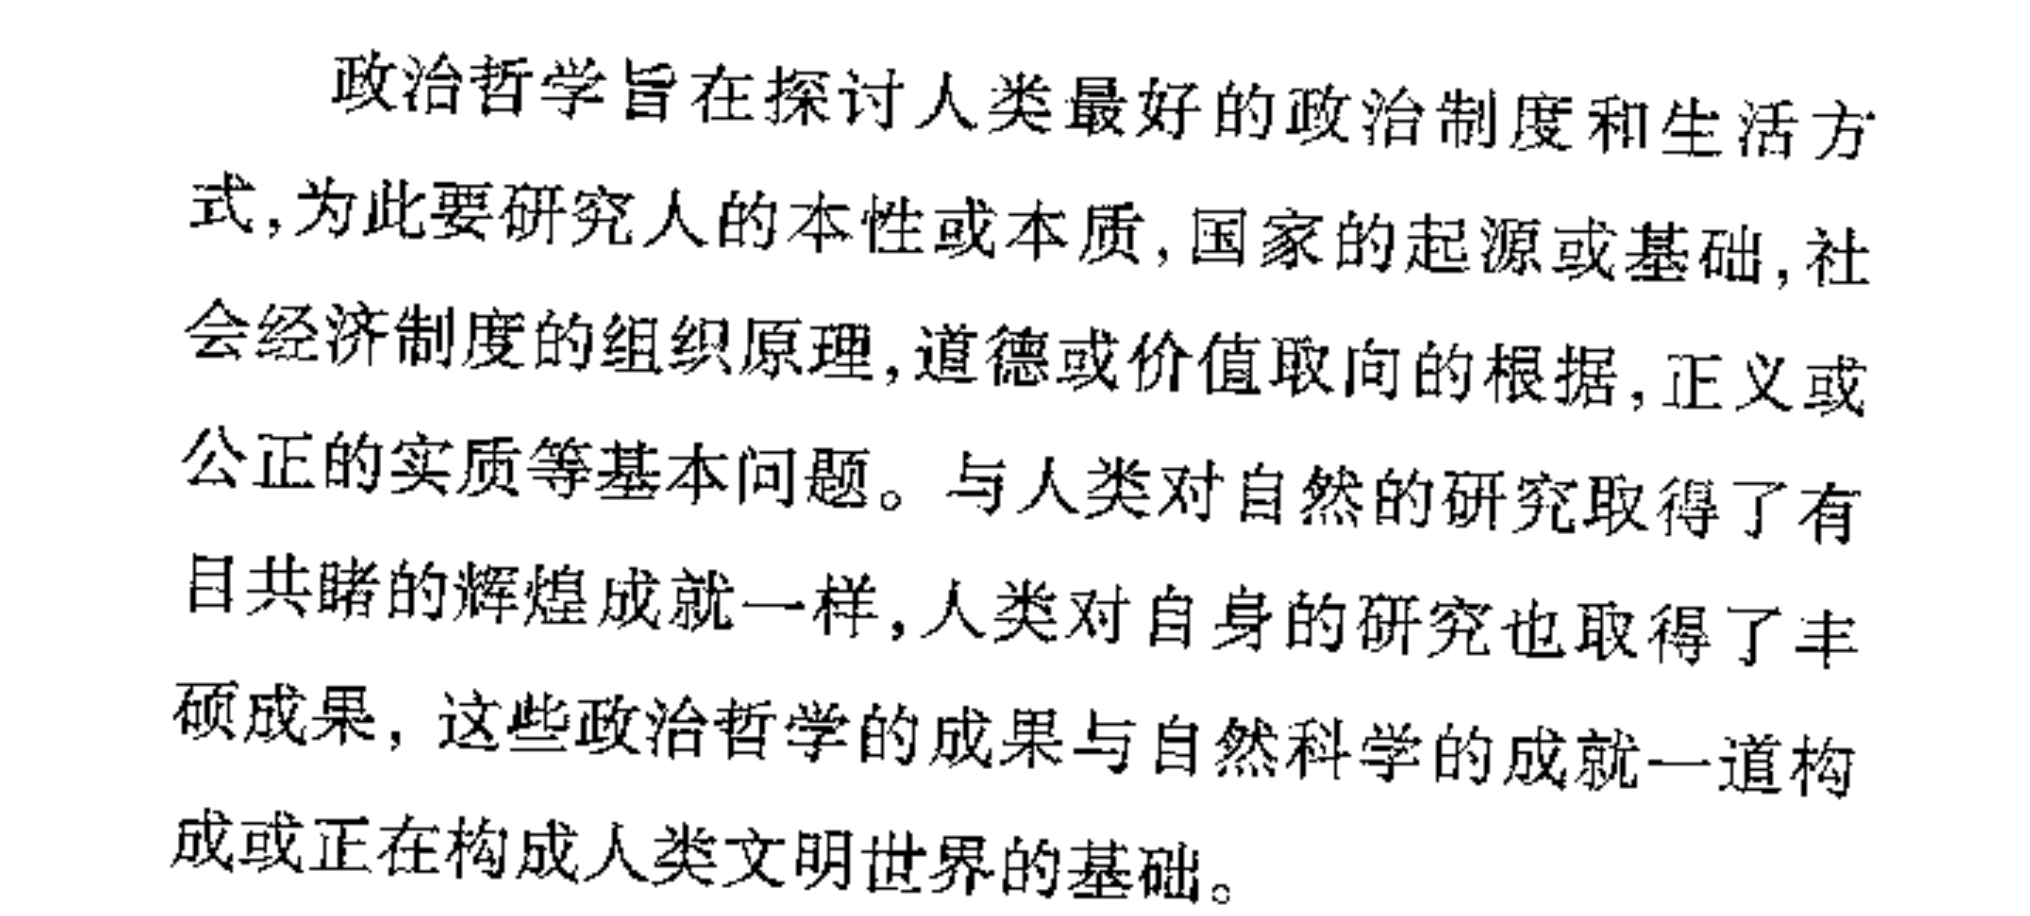 政治哲学旨在探讨人类最好的政治制度和生活方
式,为此要研究人的本性或本质,国家的起源或基础,社
会经济制度的组织原理,道德或价值取向的根据,正义或
公正的实质等基本问题。与人类对自然的研究取得了有
目共睹的辉煌成就一样,人类对自身的研究也取得了丰
硕成果,这些政治哲学的成果与自然科学的成就一道构
成或正在构成人类文明世界的基础。